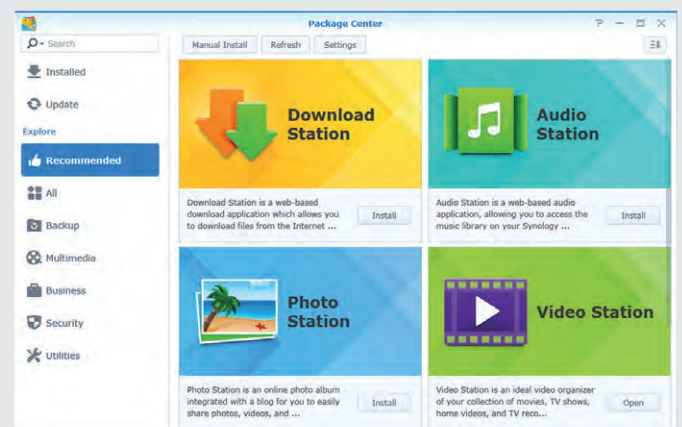 Package Center
Search
Manual Install
Refresh
Settings
Installed
Update
Explore
Recommended
All
Backup
Multimedia
Business
Security
Utilities
Download
Station
Download Station is a web-based
download application which allows you
to download files from the Internet ...
Install
Audio
Station
Audio Station is a web-based audio
application, allowing you to access the
music library on your Synology ...
Install
Photo
Station
Photo Station is an online photo album
integrated with a blog for you to easily
share photos, videos, and ...
Install
Video Station
Video Station is an ideal video organizer
of your collection of movies, TV shows,
home videos, and TV reco...
Open